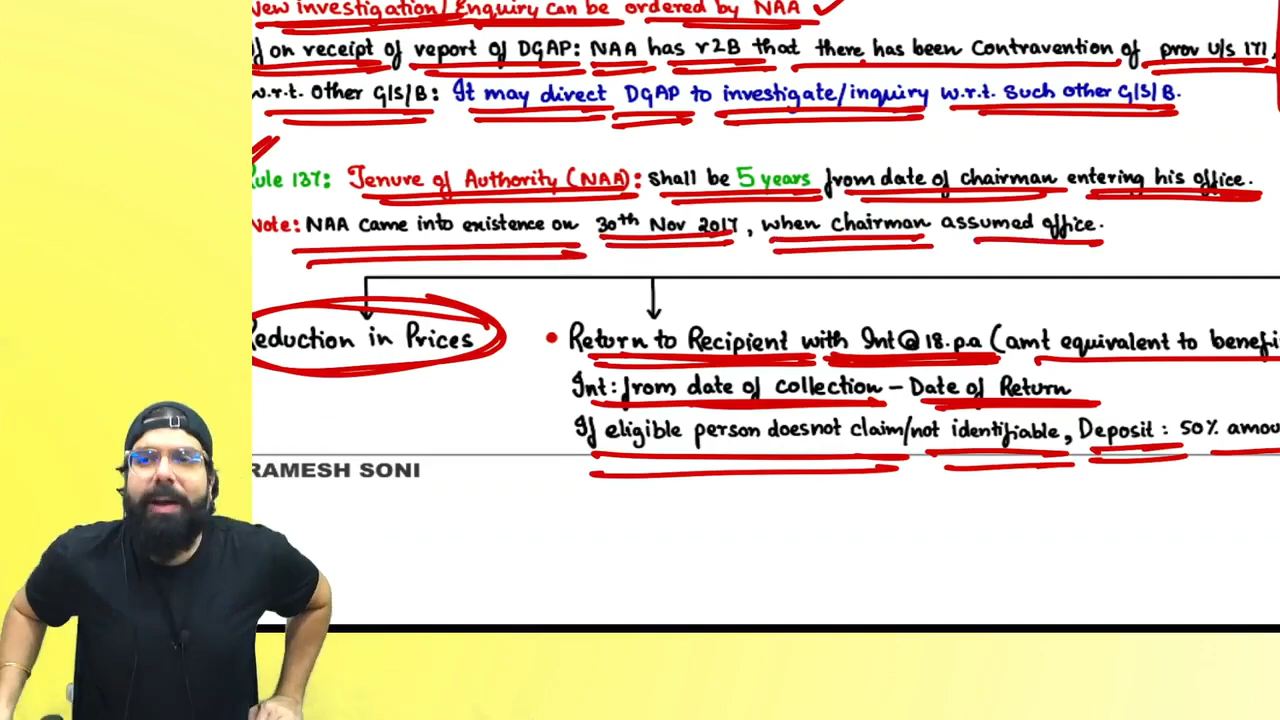 New investigation/Enquiry can be ordered by NAA
If on receipt of report of DGAP: NAA has r2B that there has been Contravention of prov U/s 171,
w.r.t. Other G/S/B: It may direct DGAP to investigate/inquiry w.r.t. Such other G/S/B.
Rule 137: Tenure of Authority (NAA): Shall be 5 years from date of chairman entering his office.
Note: NAA came into existence on 30th Nov 2017, when Chairman assumed office.
Reduction in Prices
• Return to Recipient with Int@18.p.a (amt equivalent to benefi
Int: from date of collection – Date of Return
If eligible person doesnot claim/not identifiable, Deposit: 50% amou
RAMESH SONI